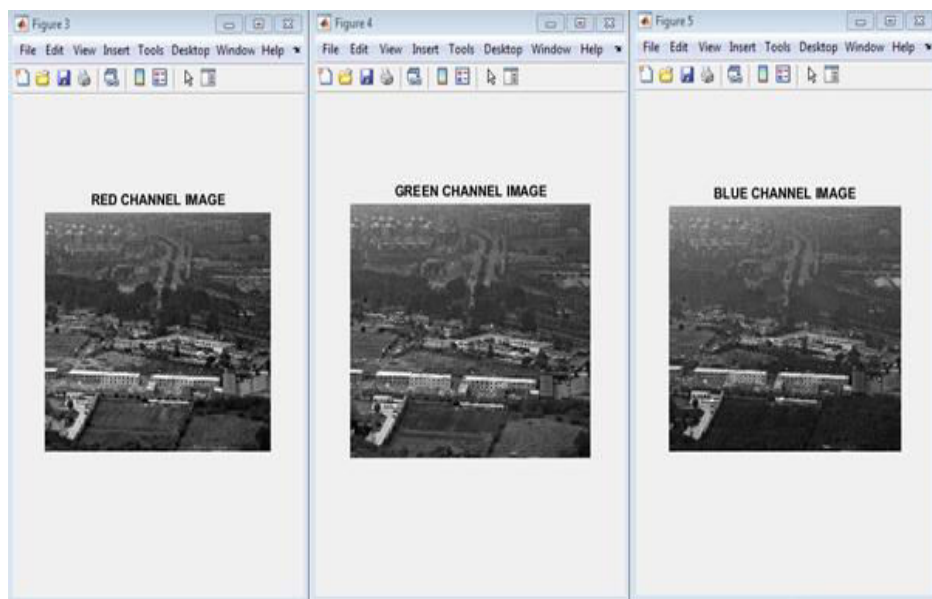 Figure 3
File Edit View Insert Tools Desktop Window Help
RED CHANNEL IMAGE
Figure 4
File Edit View Insert Tools Desktop Window Help
GREEN CHANNEL IMAGE
Figure 5
File Edit View Insert Tools Desktop Window Help
BLUE CHANNEL IMAGE